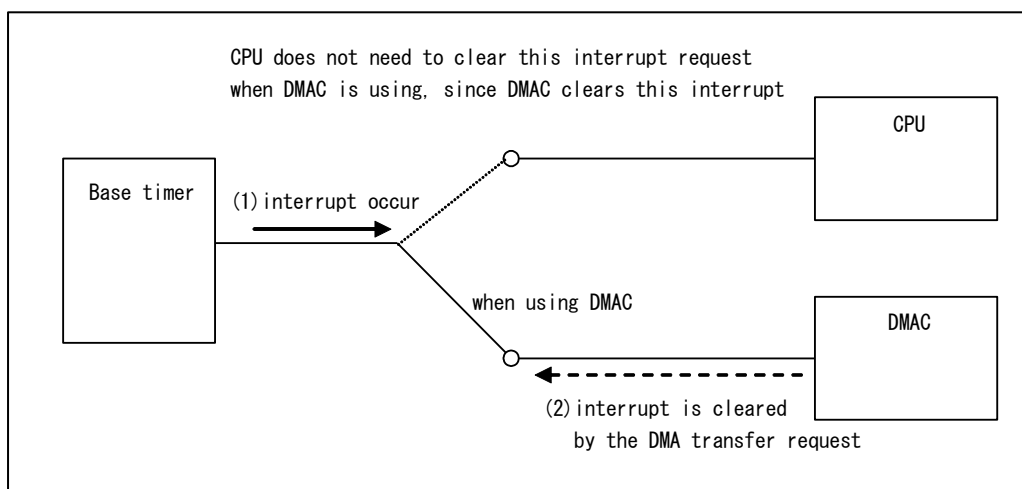 CPU does not need to clear this interrupt request
when DMAC is using, since DMAC clears this interrupt
CPU
Base timer
(1)interrupt occur
when using DMAC
DMAC
(2)interrupt is cleared
by the DMA transfer request